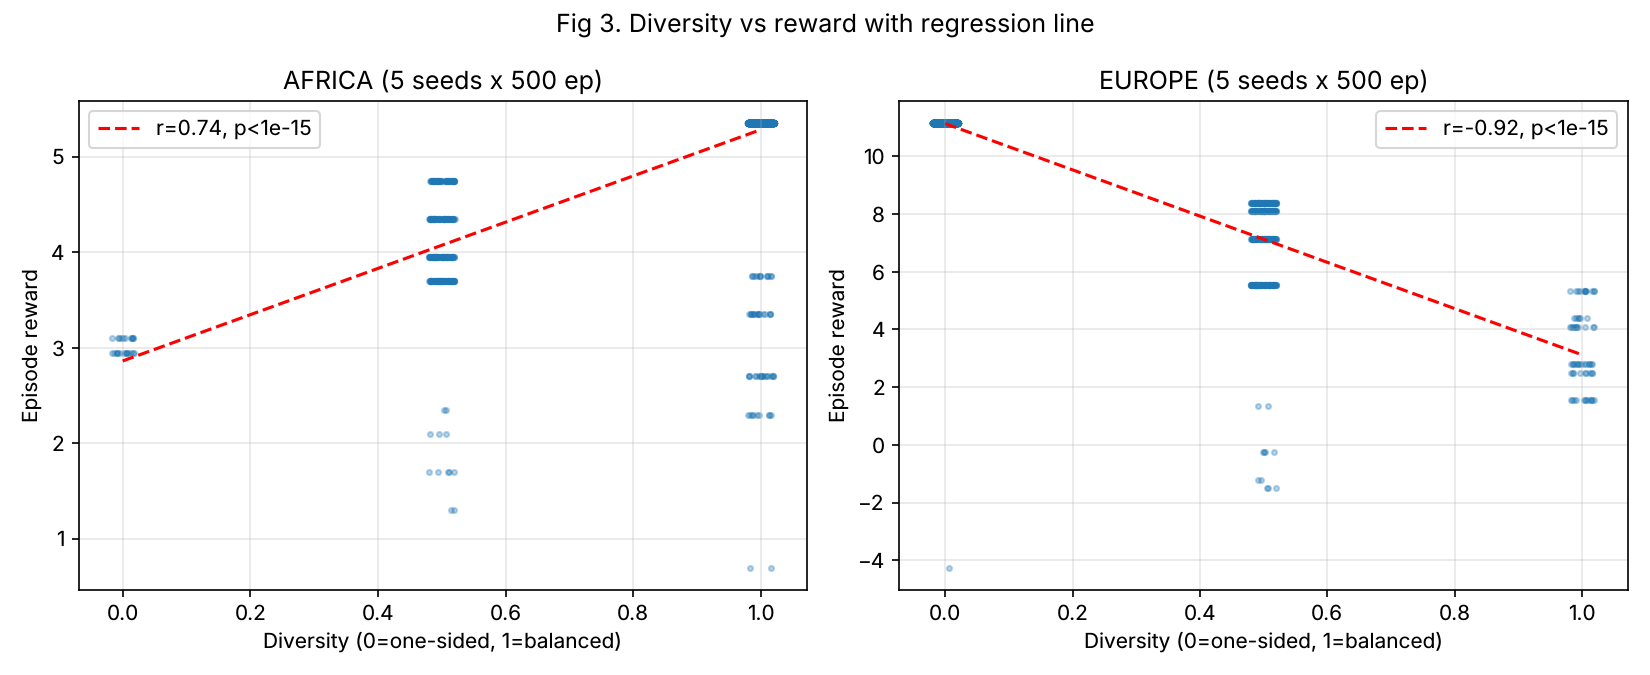 Fig 3. Diversity vs reward with regression line
AFRICA (5 seeds x 500 ep)
r=0.74, p<1e-15
Episode reward
5
4
3
2
1
0.0 0.2 0.4 0.6 0.8 1.0
Diversity (0=one-sided, 1=balanced)
EUROPE (5 seeds x 500 ep)
r=-0.92, p<1e-15
Episode reward
10
8
6
4
2
0
−2
−4
0.0 0.2 0.4 0.6 0.8 1.0
Diversity (0=one-sided, 1=balanced)